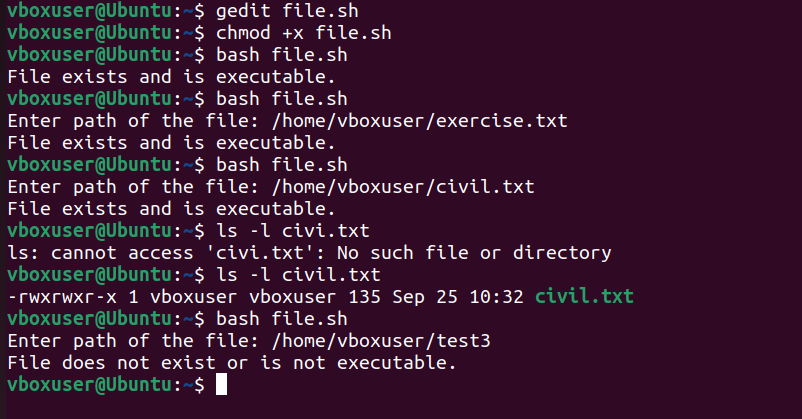 vboxuser@Ubuntu:~$ gedit file.sh
vboxuser@Ubuntu:~$ chmod +x file.sh
vboxuser@Ubuntu:~$ bash file.sh
File exists and is executable.
vboxuser@Ubuntu:~$ bash file.sh
Enter path of the file: /home/vboxuser/exercise.txt
File exists and is executable.
vboxuser@Ubuntu:~$ bash file.sh
Enter path of the file: /home/vboxuser/civil.txt
File exists and is executable.
vboxuser@Ubuntu:~$ ls -l civi.txt
ls: cannot access 'civi.txt': No such file or directory
vboxuser@Ubuntu:~$ ls -l civil.txt
-rwxrwxr-x 1 vboxuser vboxuser 135 Sep 25 10:32 civil.txt
vboxuser@Ubuntu:~$ bash file.sh
Enter path of the file: /home/vboxuser/test3
File does not exist or is not executable.
vboxuser@Ubuntu:~$